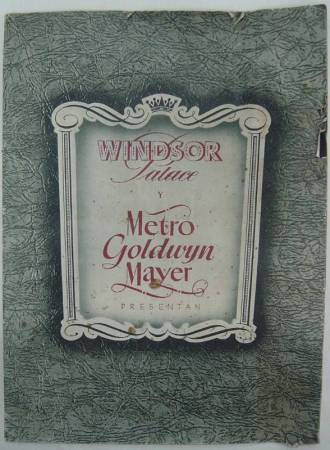 WINDSOR
Palace
Y
Metro
Goldwyn
Mayer
PRESENTAN